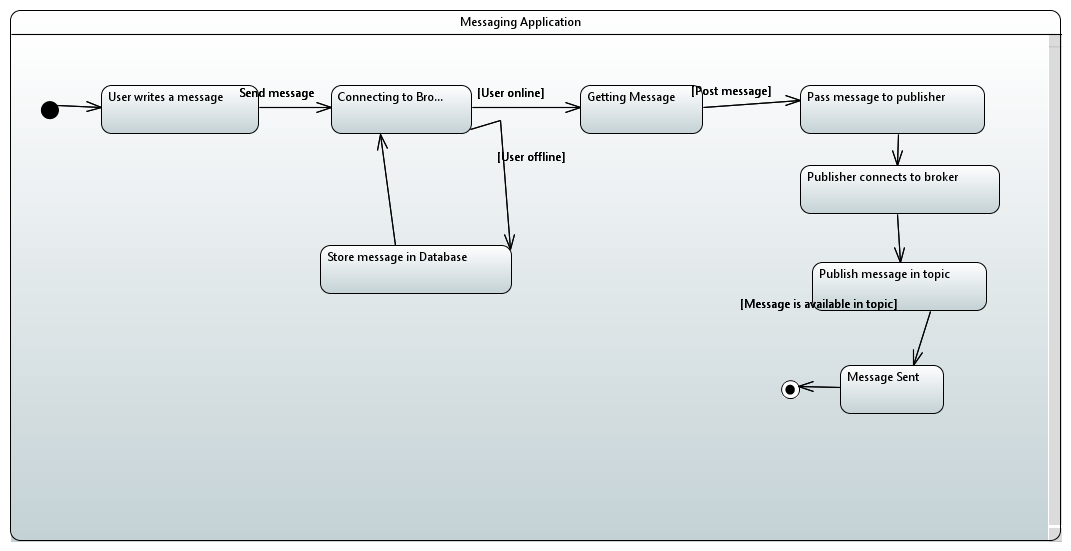 Messaging Application
User writes a message
Send message
Connecting to Bro...
[User online]
Getting Message
[Post message]
Pass message to publisher
[User offline]
Publisher connects to broker
Store message in Database
Publish message in topic
[Message is available in topic]
Message Sent